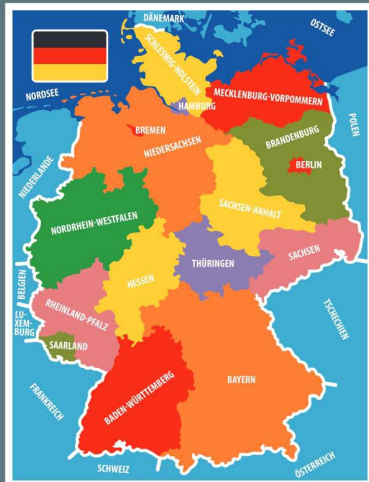 DÄNEMARK
OSTSEE
SCHLESWIG-HOLSTEIN
NORDSEE
HAMBURG
MECKLENBURG-VORPOMMERN
POLEN
BREMEN
NIEDERSACHSEN
BRANDENBURG
BERLIN
NIEDERLANDE
SACHSEN-ANHALT
NORDRHEIN-WESTFALEN
SACHSEN
THÜRINGEN
HESSEN
BELGIEN
RHEINLAND-PFALZ
LU-
XEM-
BURG
TSCHECHIEN
SAARLAND
FRANKREICH
BADEN-WÜRTTEMBERG
BAYERN
SCHWEIZ
ÖSTERREICH